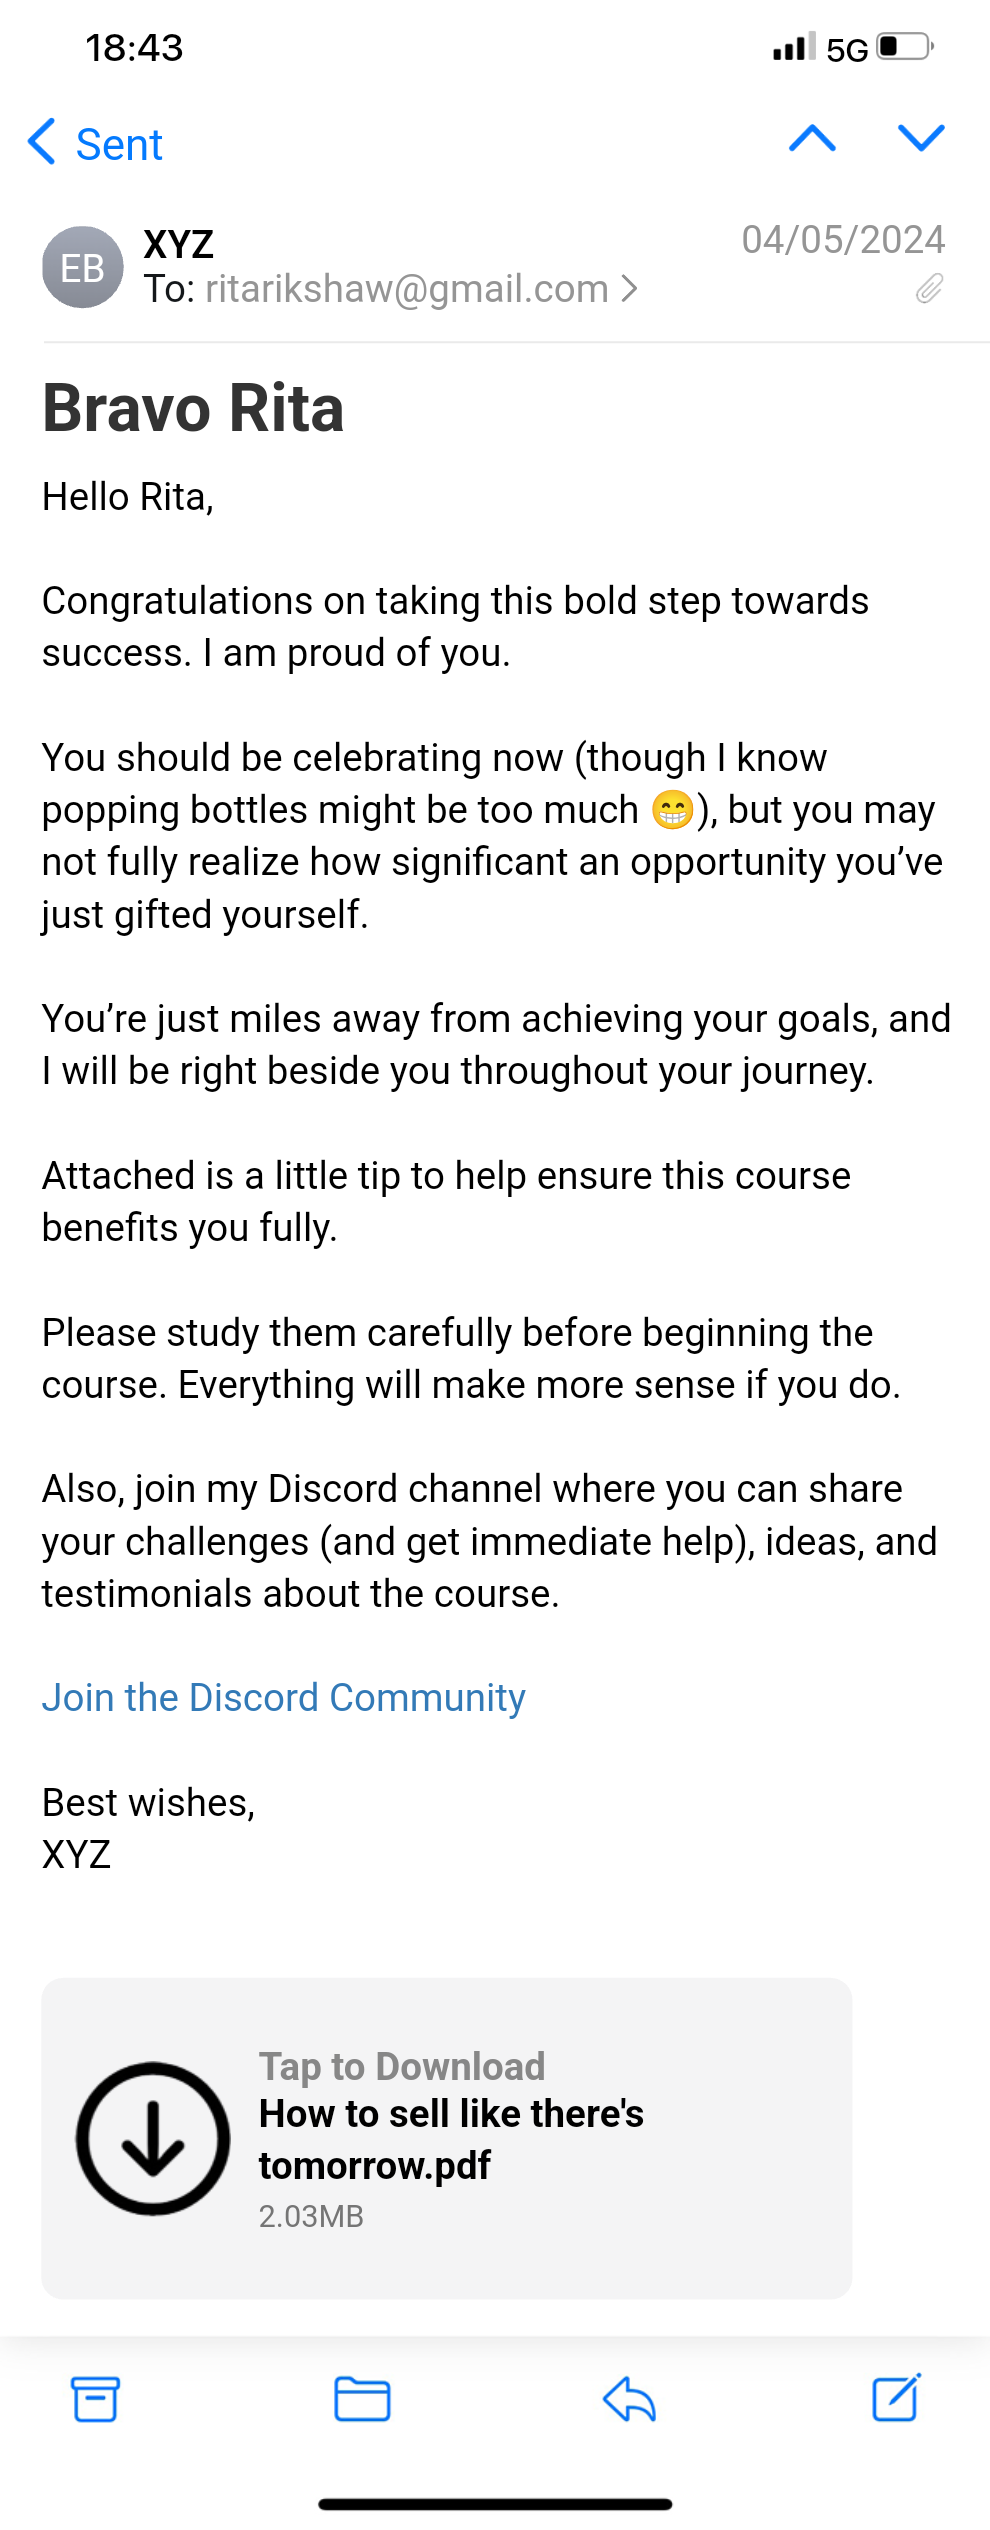 18:43
5G
Sent
EB
XYZ
04/05/2024
To: ritarikshaw@gmail.com
Bravo Rita
Hello Rita,
Congratulations on taking this bold step towards
success. I am proud of you.
You should be celebrating now (though I know
popping bottles might be too much 😁), but you may
not fully realize how significant an opportunity you’ve
just gifted yourself.
You’re just miles away from achieving your goals, and
I will be right beside you throughout your journey.
Attached is a little tip to help ensure this course
benefits you fully.
Please study them carefully before beginning the
course. Everything will make more sense if you do.
Also, join my Discord channel where you can share
your challenges (and get immediate help), ideas, and
testimonials about the course.
Join the Discord Community
Best wishes,
XYZ
Tap to Download
How to sell like there's
tomorrow.pdf
2.03MB